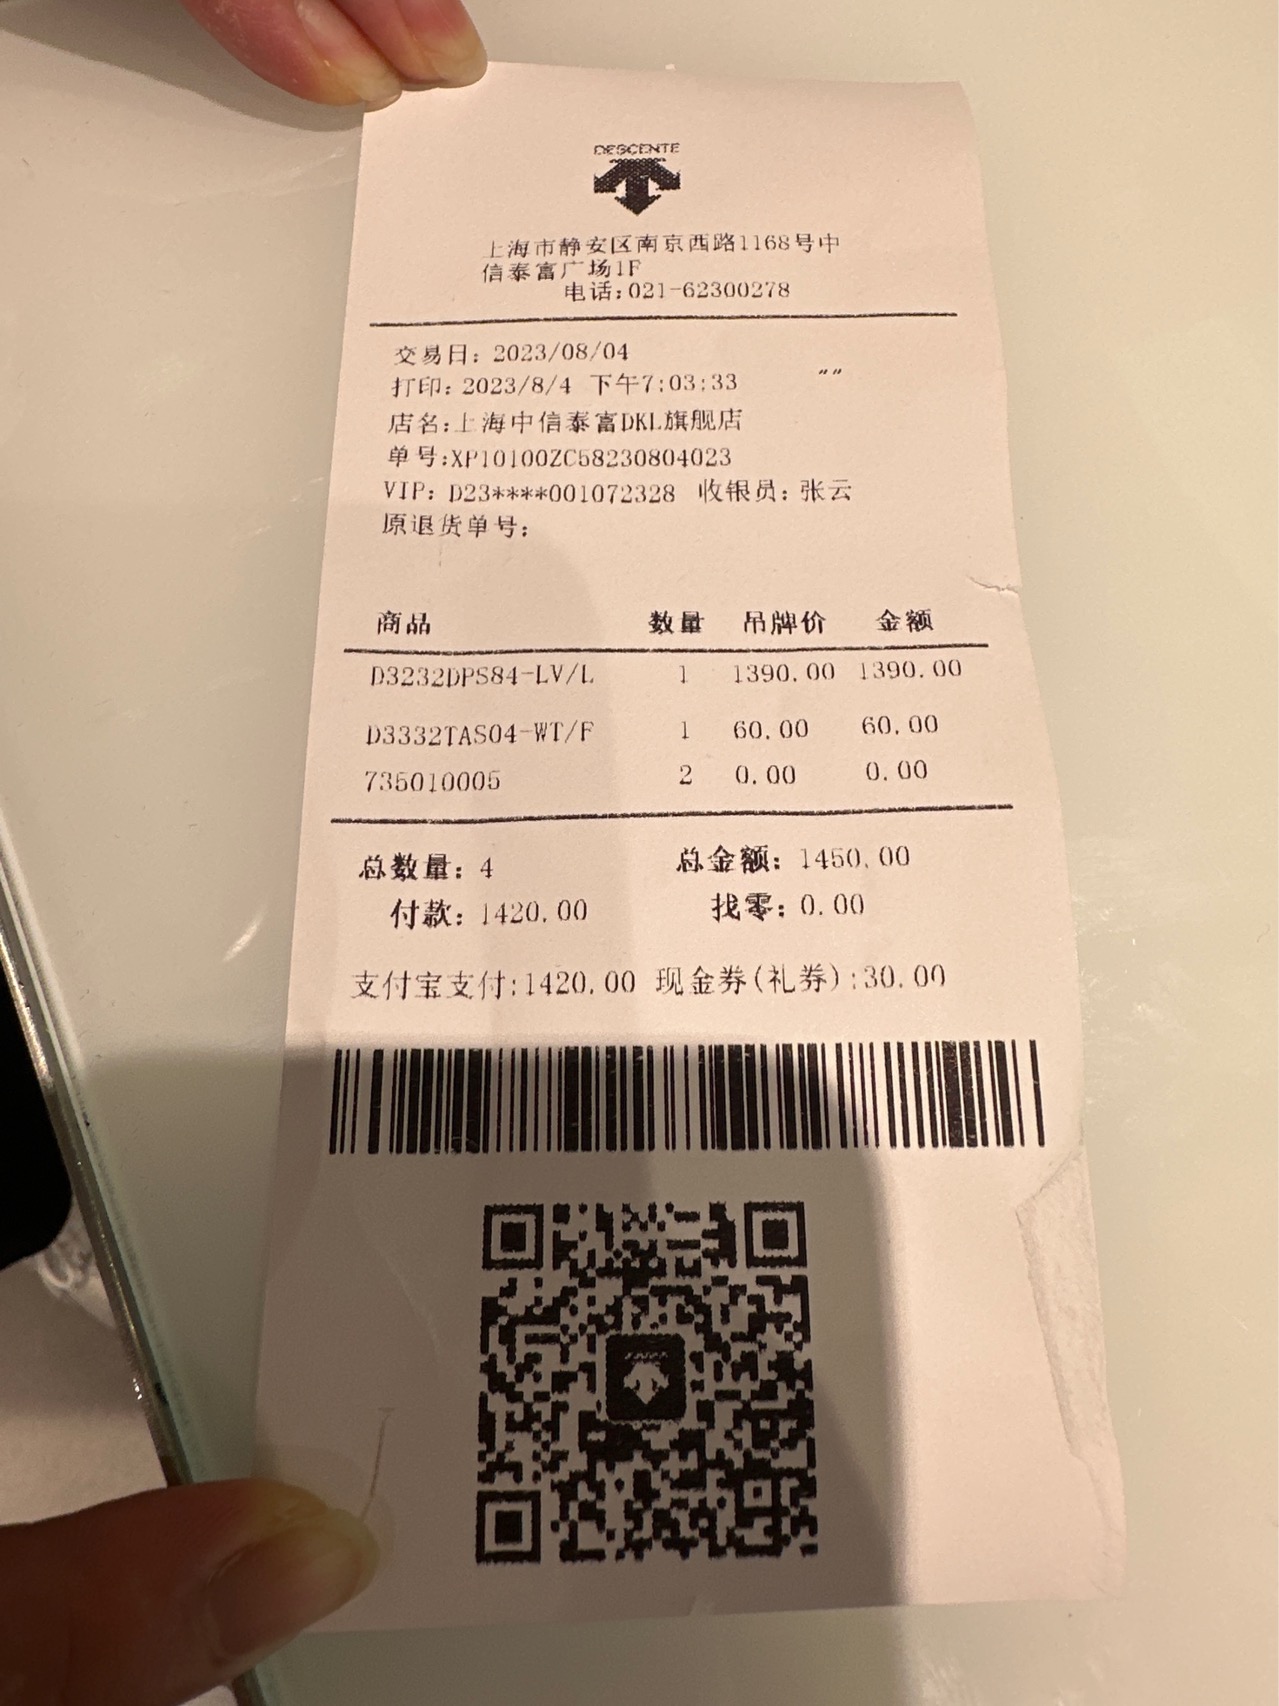 DESCENTE
上海市静安区南京西路1168号中
信泰富广场1F
电话:021-62300278
交易日: 2023/08/04
打印: 2023/8/4 下午7:03:33 ""
店名:上海中信泰富DKL旗舰店
单号:XP10100ZC58230804023
VIP: D23****001072328 收银员: 张云
原退货单号:
商品 数量 吊牌价 金额
D3232DPS84-LV/L 1 1390.00 1390.00
D3332TAS04-WT/F 1 60.00 60.00
735010005 2 0.00 0.00
总数量: 4 总金额: 1450.00
付款: 1420.00 找零: 0.00
支付宝支付:1420.00 现金券(礼券):30.00